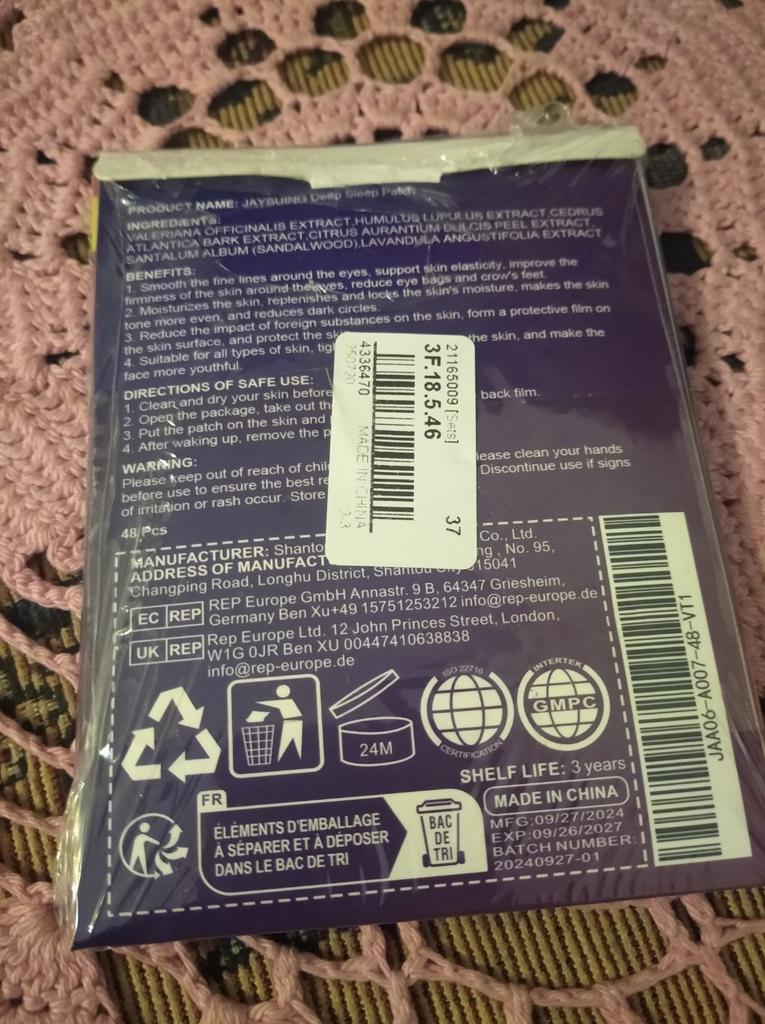 PRODUCT NAME: JAYSUING Deep Sleep Patch
INGREDIENTS:
VALERIANA OFFICINALIS EXTRACT,HUMULUS LUPULUS EXTRACT,CEDRUS
ATLANTICA BARK EXTRACT,CITRUS AURANTIUM DULCIS PEEL EXTRACT,
SANTALUM ALBUM (SANDALWOOD),LAVANDULA ANGUSTIFOLIA EXTRACT
BENEFITS:
1. Smooth the fine lines around the eyes, support skin elasticity, improve the
firmness of the skin around the eyes, reduce eye bags and crow's feet.
2. Moisturizes the skin, replenishes and locks the skin's moisture, makes the skin
tone more even, and reduces dark circles.
3. Reduce the impact of foreign substances on the skin, form a protective film on
the skin surface, and protect the the skin, and make the
4. Suitable for all types of skin,
face more youthful.
DIRECTIONS OF SAFE USE:
1. Clean and dry your skin before
2. Open the package, take out the back film.
3. Put the patch on the skin and
4. After waking up, remove the
WARNING:
Please keep out of reach of please clean your hands
before use to ensure the best Discontinue use if signs
of irritation or rash occur. Store
48 Pcs
21165009 [Sets]
3F.18.5.46
37
4336470
250720
MADE IN CHINA
2.3
MANUFACTURER: Co., Ltd.
ADDRESS OF , No. 95,
Changping Road, Longhu District, Shantou City 515041
EC REP REP Europe GmbH Annastr. 9 B, 64347 Griesheim,
Germany Ben Xu+49 15751253212 info@rep-europe.de
UK REP Rep Europe Ltd. 12 John Princes Street, London,
W1G 0JR Ben XU 00447410638838
info@rep-europe.de
24M
ISO 22716
CERTIFICATION
INTERTEK
GMPC
SHELF LIFE: 3 years
MADE IN CHINA
MFG:09/27/2024
EXP:09/26/2027
BATCH NUMBER:
20240927-01
FR
ÉLÉMENTS D'EMBALLAGE
À SÉPARER ET À DÉPOSER
DANS LE BAC DE TRI
BAC
DE
TRI
JAA06-A007-48-VT1